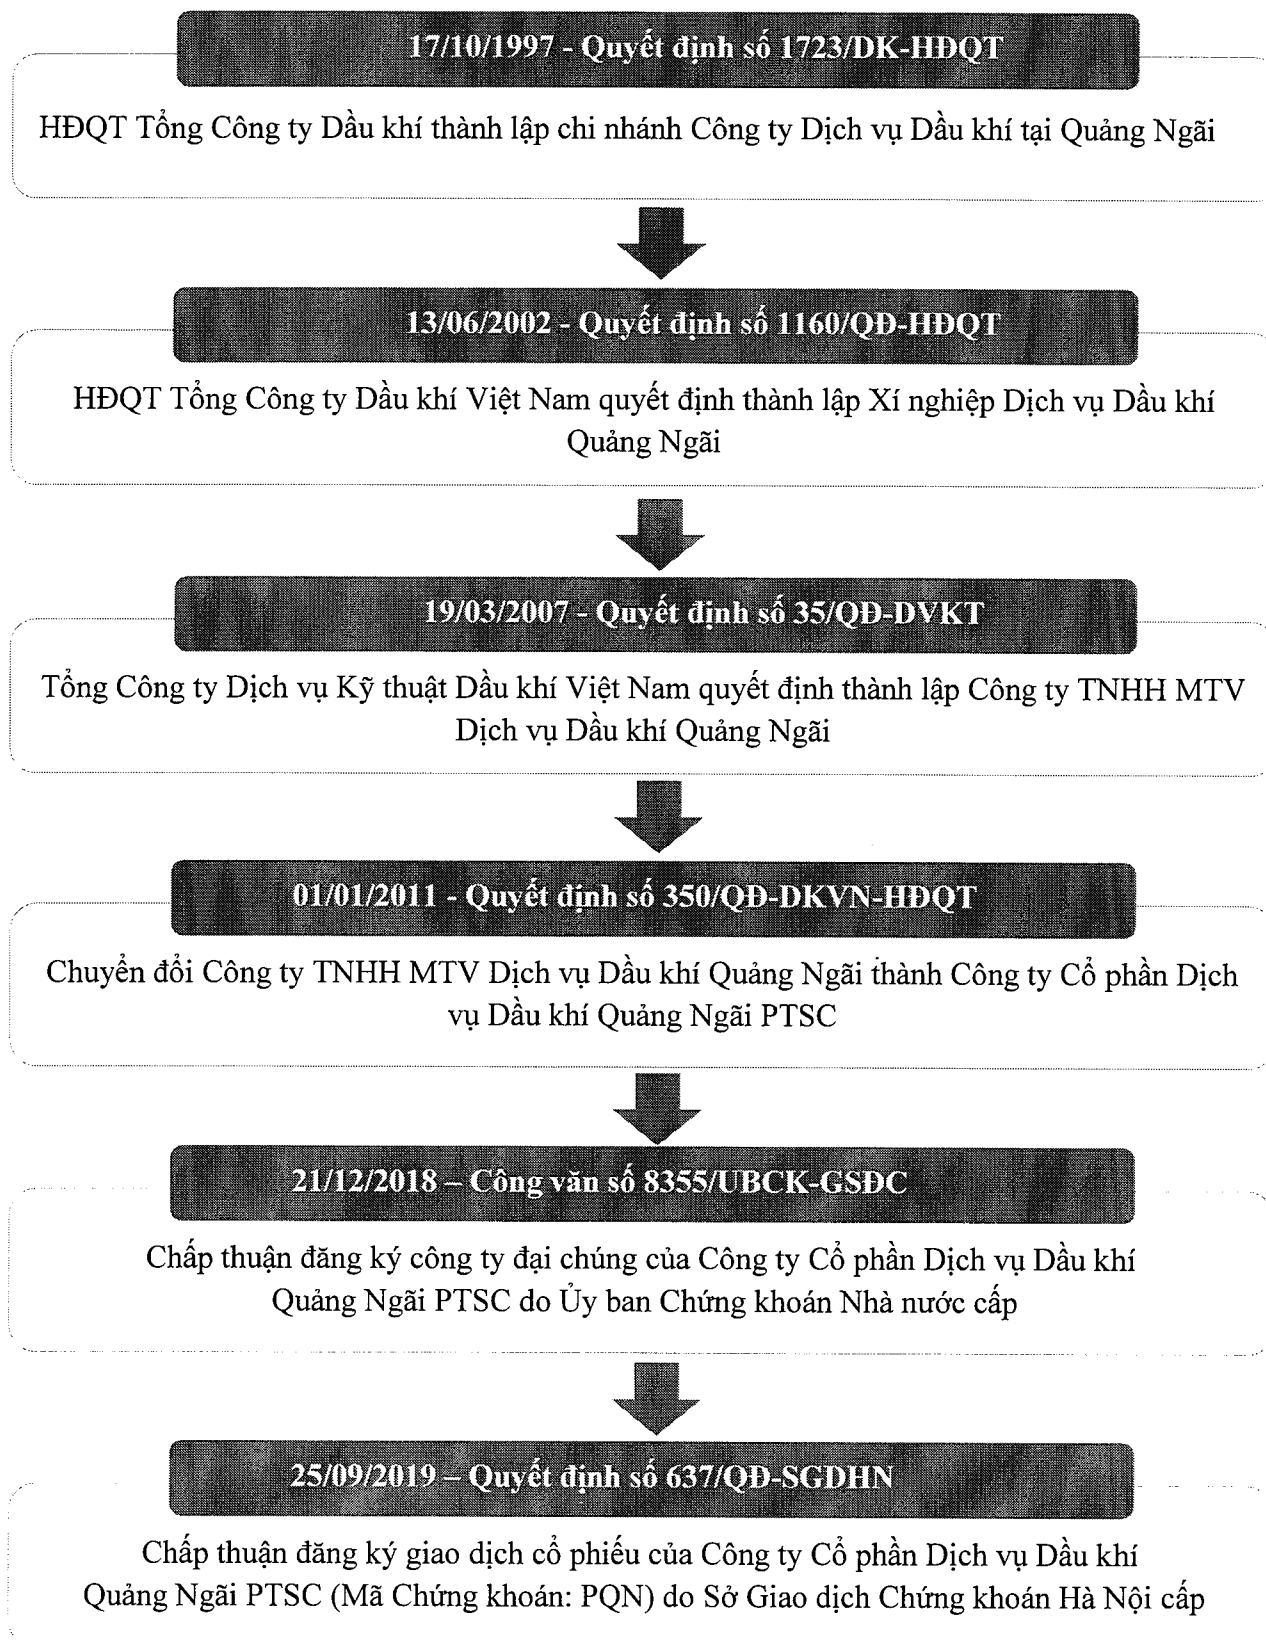 17/10/1997 - Quyết định số 1723/DK-HĐQT
HĐQT Tổng Công ty Dầu khí thành lập chi nhánh Công ty Dịch vụ Dầu khí tại Quảng Ngãi
13/06/2002 - Quyết định số 1160/QĐ-HĐQT
HĐQT Tổng Công ty Dầu khí Việt Nam quyết định thành lập Xí nghiệp Dịch vụ Dầu khí
Quảng Ngãi
19/03/2007 - Quyết định số 35/QĐ-DVKT
Tổng Công ty Dịch vụ Kỹ thuật Dầu khí Việt Nam quyết định thành lập Công ty TNHH MTV
Dịch vụ Dầu khí Quảng Ngãi
01/01/2011 - Quyết định số 350/QĐ-DKVN-HĐQT
Chuyển đổi Công ty TNHH MTV Dịch vụ Dầu khí Quảng Ngãi thành Công ty Cổ phần Dịch
vụ Dầu khí Quảng Ngãi PTSC
21/12/2018 – Công văn số 8355/UBCK-GSĐC
Chấp thuận đăng ký công ty đại chúng của Công ty Cổ phần Dịch vụ Dầu khí
Quảng Ngãi PTSC do Ủy ban Chứng khoán Nhà nước cấp
25/09/2019 – Quyết định số 637/QĐ-SGDHN
Chấp thuận đăng ký giao dịch cổ phiếu của Công ty Cổ phần Dịch vụ Dầu khí
Quảng Ngãi PTSC (Mã Chứng khoán: PQN) do Sở Giao dịch Chứng khoán Hà Nội cấp